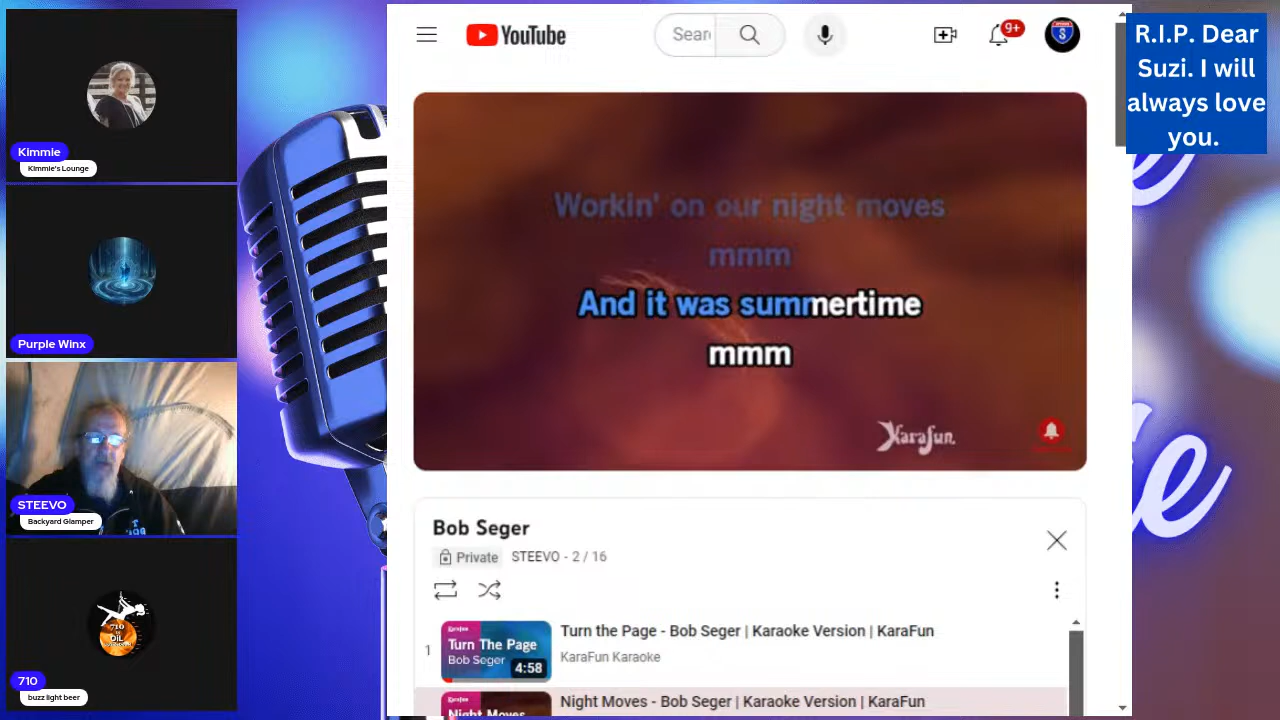 Kimmie
Kimmie's Lounge
Purple Winx
STEEVO
Backyard Glamper
710
buzz light beer
YouTube
Sear
9+
R.I.P. Dear
Suzi. I will
always love
you.
Workin' on our night moves
mmm
And it was summertime
mmm
Karafun
Bob Seger
Private STEEVO - 2 / 16
1
Turn The Page
Bob Seger
4:58
Turn the Page - Bob Seger | Karaoke Version | KaraFun
KaraFun Karaoke
Night Moves
Night Moves - Bob Seger | Karaoke Version | KaraFun